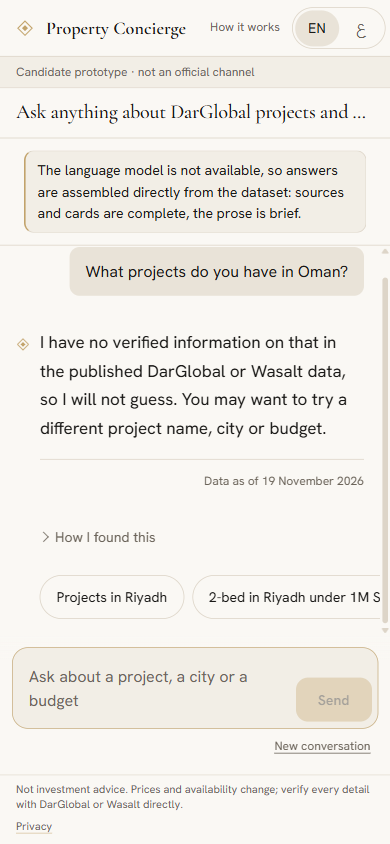 Property Concierge
How it works
EN
ع
Candidate prototype · not an official channel
Ask anything about DarGlobal projects and ...
The language model is not available, so answers
are assembled directly from the dataset: sources
and cards are complete, the prose is brief.
What projects do you have in Oman?
I have no verified information on that in
the published DarGlobal or Wasalt data,
so I will not guess. You may want to try a
different project name, city or budget.
Data as of 19 November 2026
How I found this
Projects in Riyadh
2-bed in Riyadh under 1M S
Ask about a project, a city or a
budget
Send
New conversation
Not investment advice. Prices and availability change; verify every detail
with DarGlobal or Wasalt directly.
Privacy